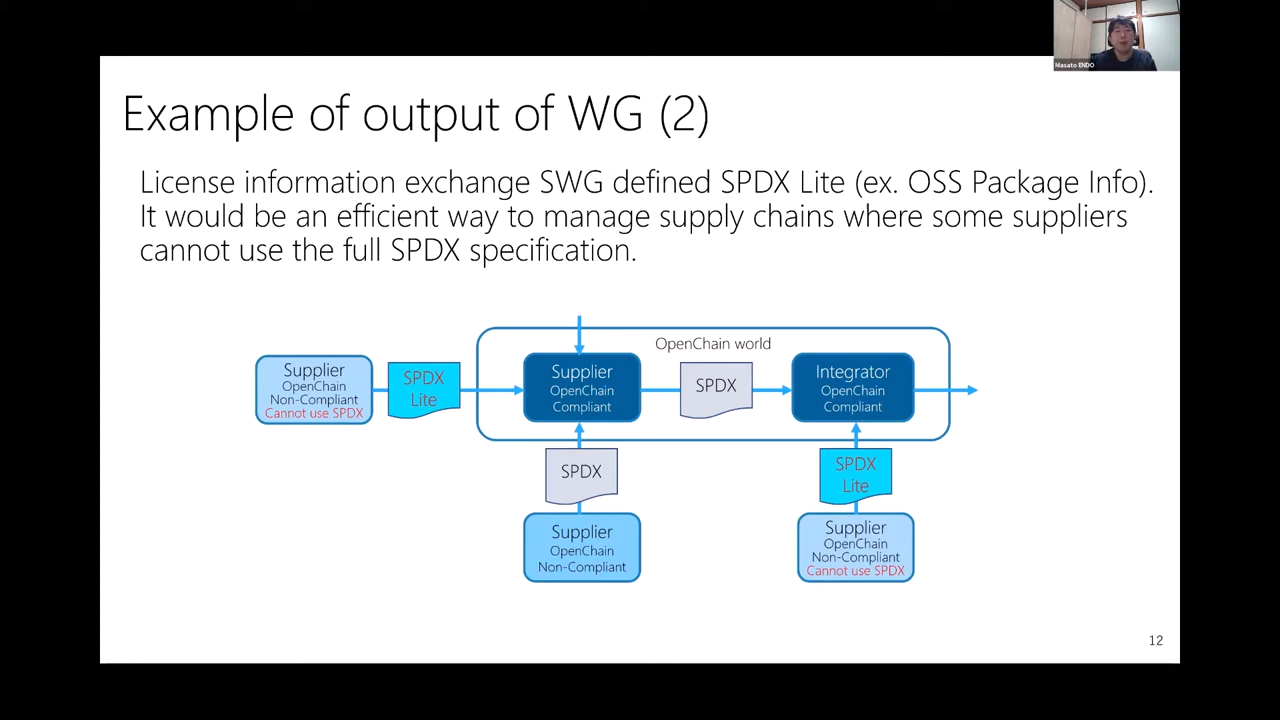 Masato ENDO
Example of output of WG (2)
License information exchange SWG defined SPDX Lite (ex. OSS Package Info).
It would be an efficient way to manage supply chains where some suppliers
cannot use the full SPDX specification.
OpenChain world
Supplier
OpenChain
Non-Compliant
Cannot use SPDX
SPDX
Lite
Supplier
OpenChain
Compliant
SPDX
Integrator
OpenChain
Compliant
SPDX
SPDX
Lite
Supplier
OpenChain
Non-Compliant
Supplier
OpenChain
Non-Compliant
Cannot use SPDX
12